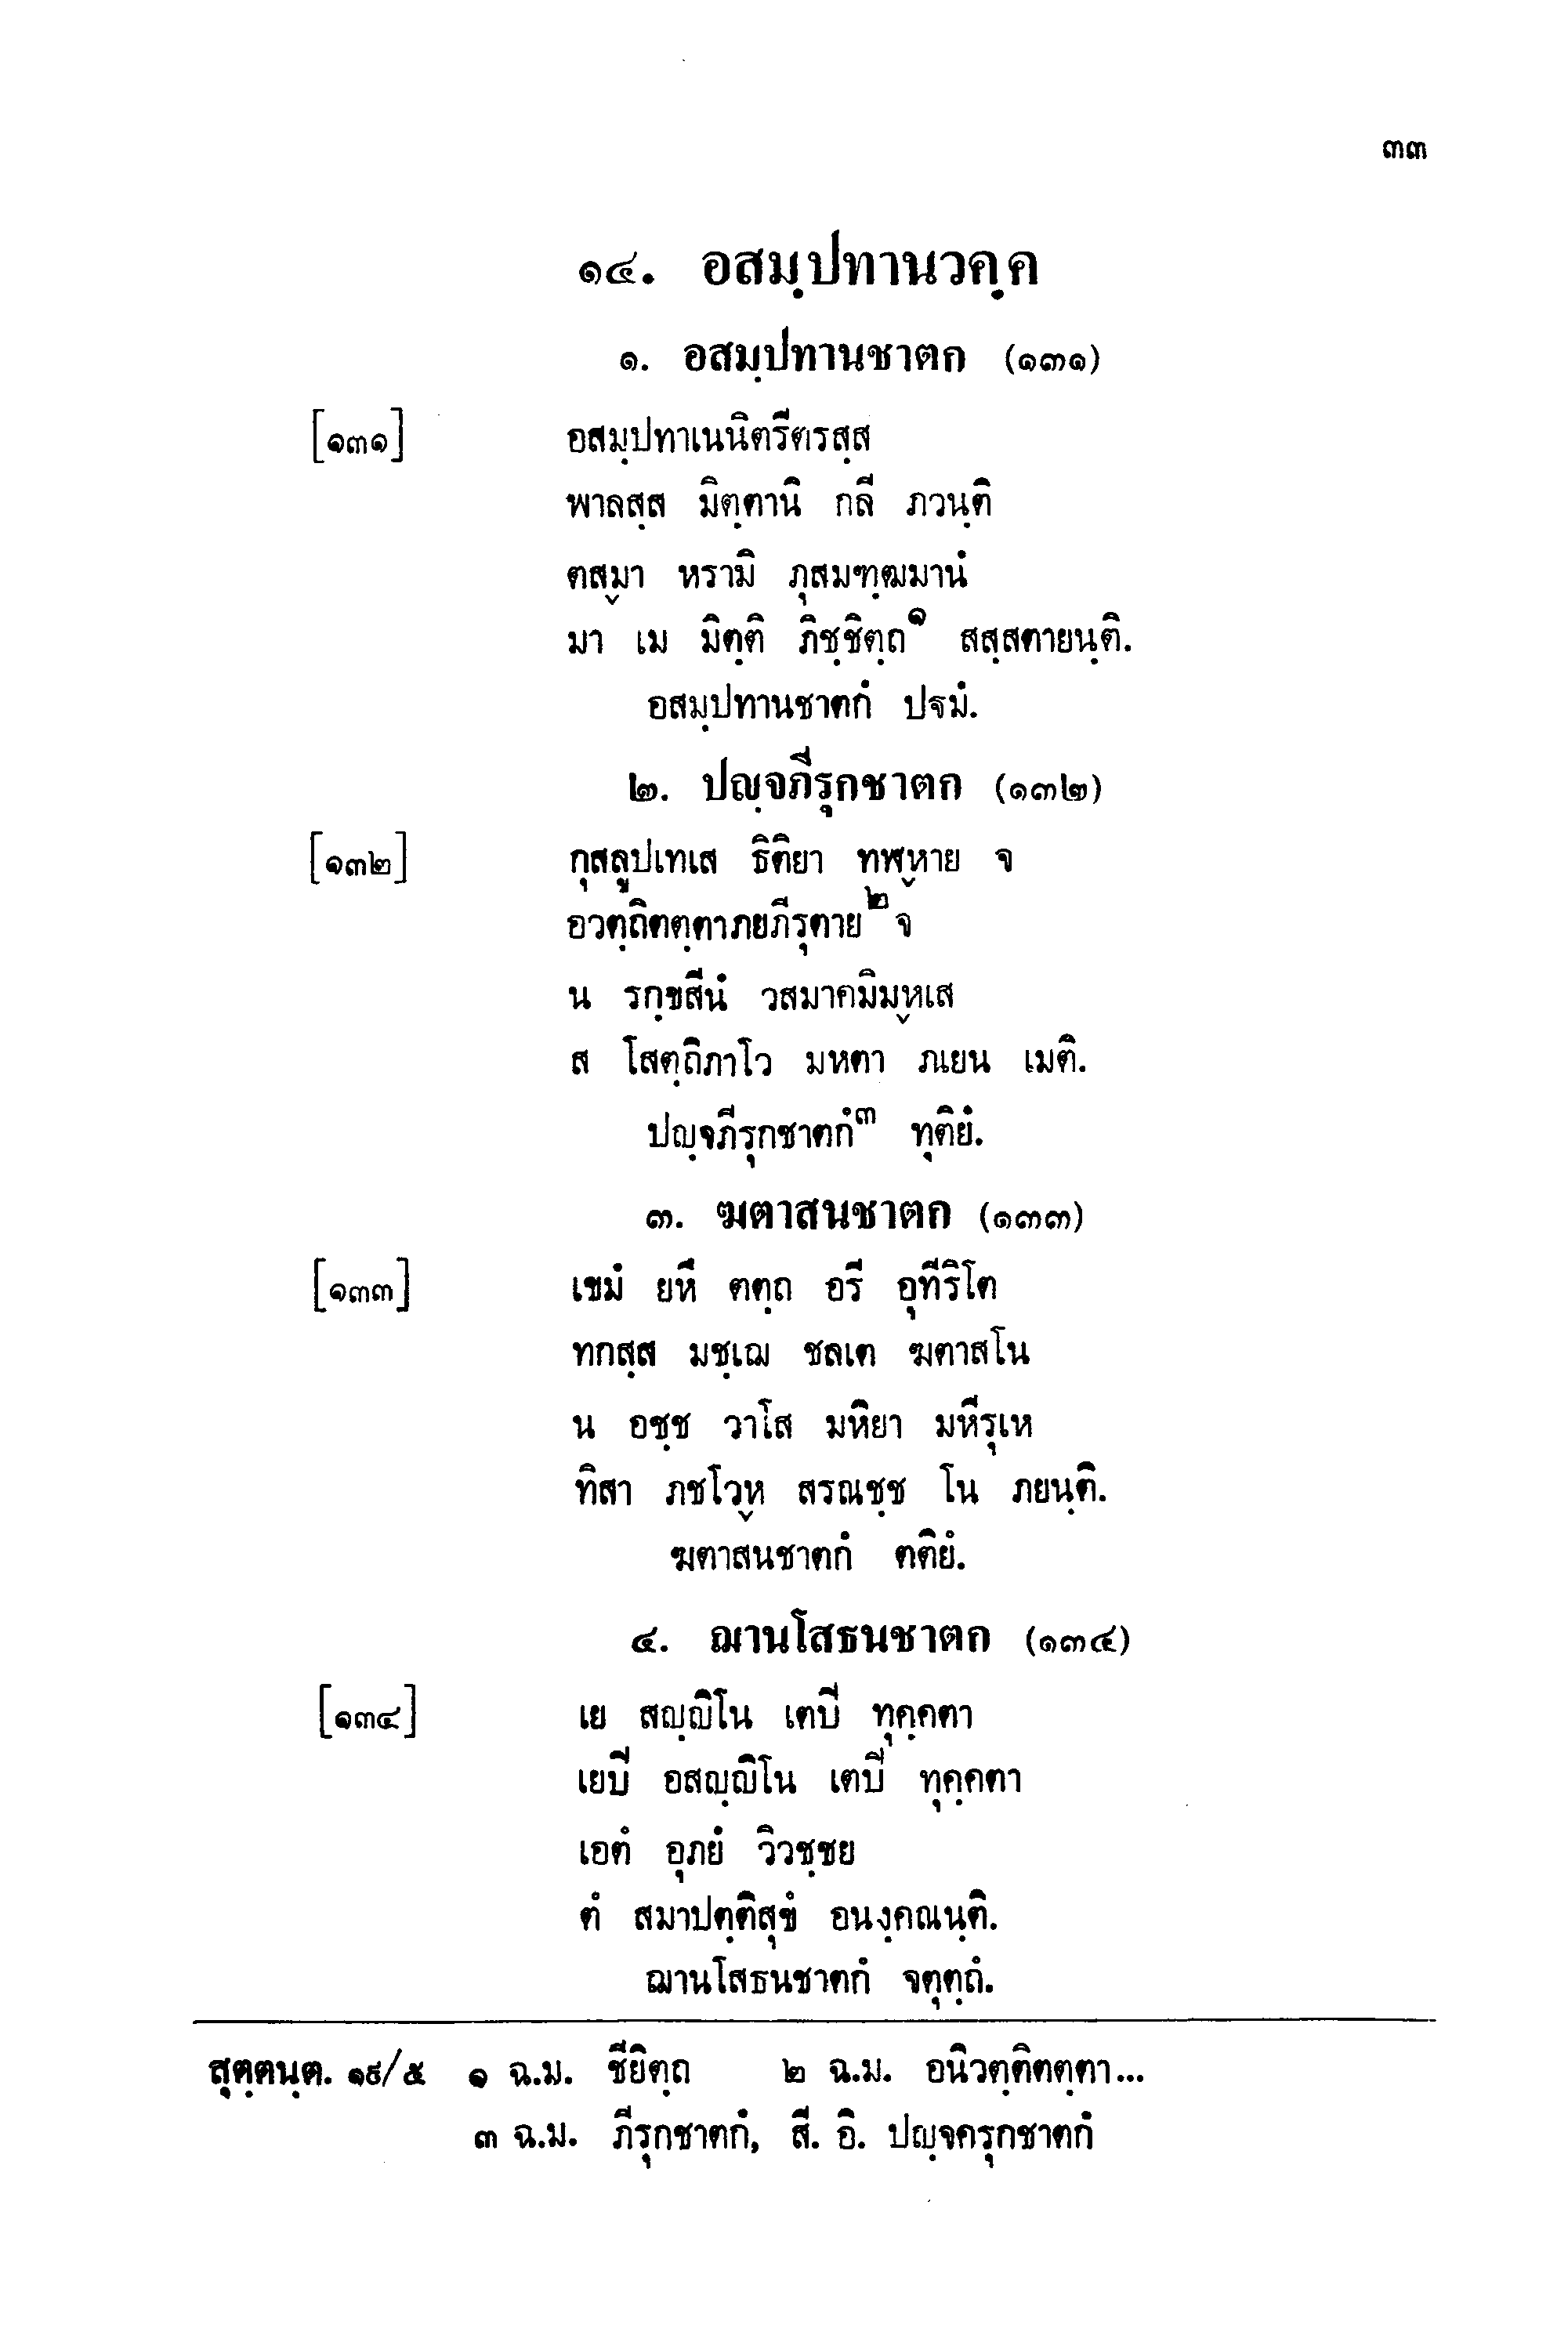 ๓๓
๑๔. อสมฺปทานวคฺค
๑. อสมฺปทานชาตก (๑๓๑)
[๑๓๑] อสมฺปทาเนนิตรีตรสฺส
พาลสฺส มิตฺตานิ กลี ภวนฺติ
ตสฺมา หรามิ ภุสมฑฺฒมานํ
มา เม มิตฺติ ภิชฺชิตฺถ๑ สสฺสตายนฺติ.
อสมฺปทานชาตกํ ปฐมํ.
๒. ปญฺจภีรุกชาตก (๑๓๒)
[๑๓๒] กุสลูปเทเส ธิติยา ทฬฺหาย จ
อวตฺถิตตฺตาภยภีรุตาย๒ จ
น รกฺขสีนํ วสมาคมิมฺหเส
ส โสตฺถิภาโว มหตา ภเยน เมติ.
ปญฺจภีรุกชาตกํ๓ ทุติยํ.
๓. ฆตาสนชาตก (๑๓๓)
[๑๓๓] เขมํ ยหึ ตตฺถ อรี อุทีริโต
ทกสฺส มชฺเฌ ชลเต ฆตาสโน
น อชฺช วาโส มหิยา มหีรุเห
ทิสา ภชโวฺห สรณชฺช โน ภยนฺติ.
ฆตาสนชาตกํ ตติยํ.
๔. ฌานโสธนชาตก (๑๓๔)
[๑๓๔] เย สญฺญิโน เตปิ ทุคฺคตา
เยปิ อสญฺญิโน เตปิ ทุคฺคตา
เอตํ อุภยํ วิวชฺชย
ตํ สมาปตฺติสุขํ อนงฺคณนฺติ.
ฌานโสธนชาตกํ จตุตฺถํ.
สุตฺตนฺต. ๑๙/๕ ๑ ฉ.ม. ชียิตฺถ ๒ ฉ.ม. อนิวตฺติตตฺตา...
๓ ฉ.ม. ภีรุกชาตกํ, สี. อิ. ปญฺจครุกชาตกํ